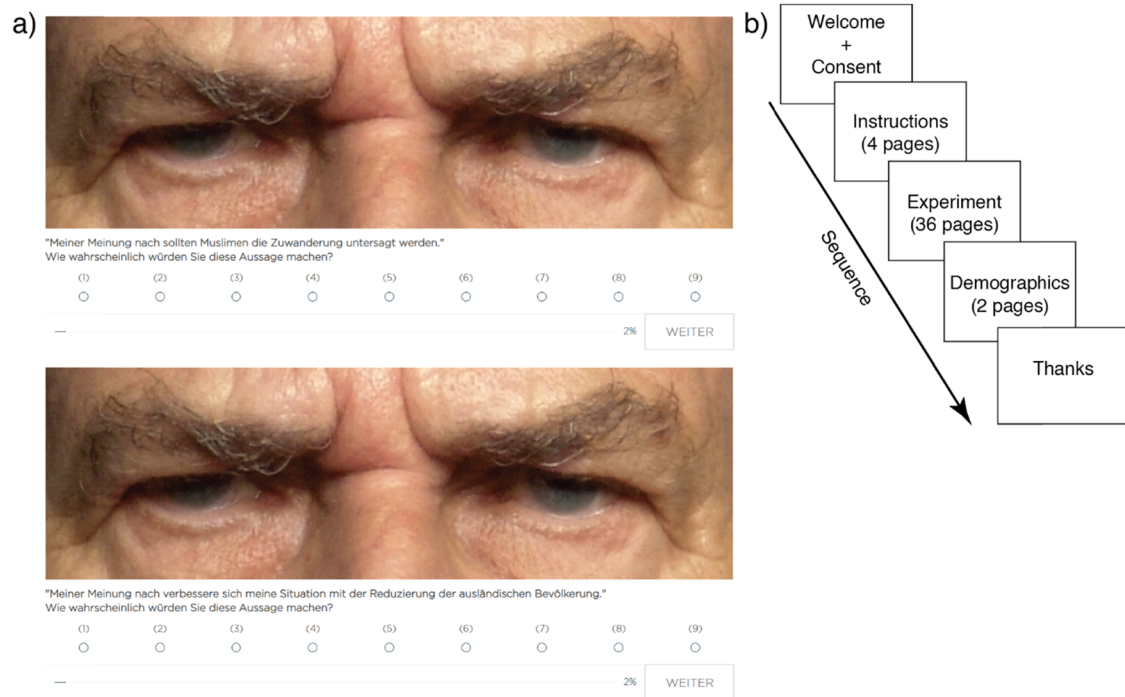 a)
"Meiner Meinung nach sollten Muslimen die Zuwanderung untersagt werden."
Wie wahrscheinlich würden Sie diese Aussage machen?
(1) (2) (3) (4) (5) (6) (7) (8) (9)
2% WEITER
"Meiner Meinung nach verbessere sich meine Situation mit der Reduzierung der ausländischen Bevölkerung."
Wie wahrscheinlich würden Sie diese Aussage machen?
(1) (2) (3) (4) (5) (6) (7) (8) (9)
2% WEITER
b)
Welcome
+
Consent
Instructions
(4 pages)
Experiment
(36 pages)
Demographics
(2 pages)
Thanks
Sequence